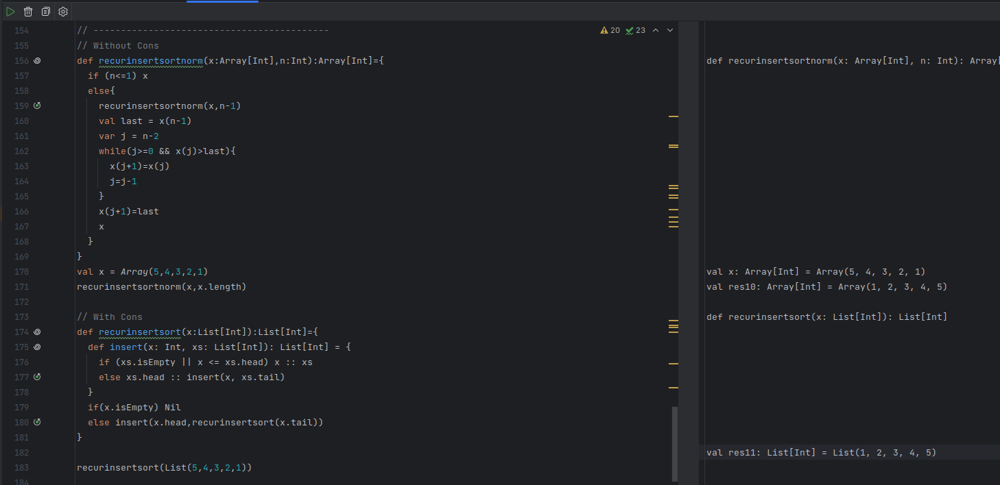 20 23
154 // -------------------------------------------
155 // Without Cons
156 def recurinsertsortnorm(x:Array[Int],n:Int):Array[Int]={
157 if (n<=1) x
158 else{
159 recurinsertsortnorm(x,n-1)
160 val last = x(n-1)
161 var j = n-2
162 while(j>=0 && x(j)>last){
163 x(j+1)=x(j)
164 j=j-1
165 }
166 x(j+1)=last
167 x
168 }
169 }
170 val x = Array(5,4,3,2,1)
171 recurinsertsortnorm(x,x.length)
172
173 // With Cons
174 def recurinsertsort(x:List[Int]):List[Int]={
175 def insert(x: Int, xs: List[Int]): List[Int] = {
176 if (xs.isEmpty || x <= xs.head) x :: xs
177 else xs.head :: insert(x, xs.tail)
178 }
179 if(x.isEmpty) Nil
180 else insert(x.head,recurinsertsort(x.tail))
181 }
182
183 recurinsertsort(List(5,4,3,2,1))
184
def recurinsertsortnorm(x: Array[Int], n: Int): Array[
val x: Array[Int] = Array(5, 4, 3, 2, 1)
val res10: Array[Int] = Array(1, 2, 3, 4, 5)
def recurinsertsort(x: List[Int]): List[Int]
val res11: List[Int] = List(1, 2, 3, 4, 5)